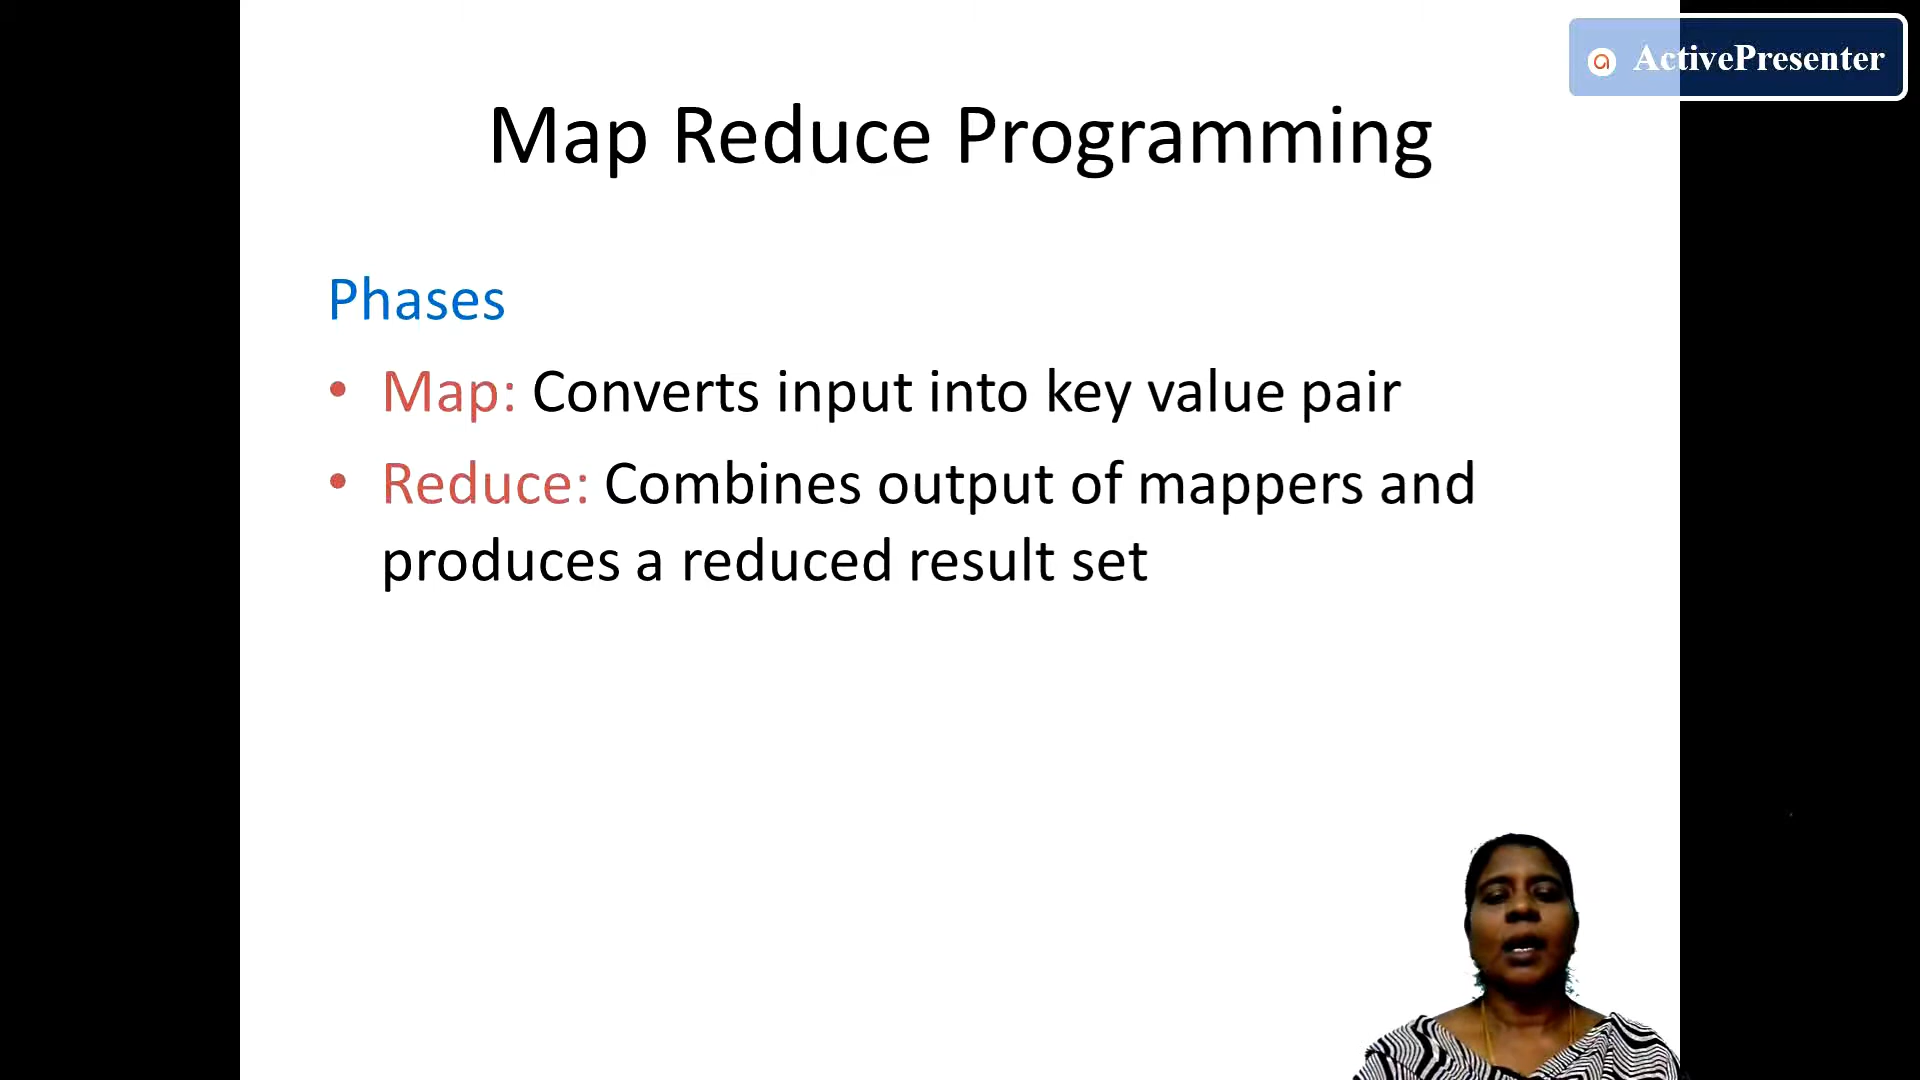 ActivePresenter
Map Reduce Programming
Phases
• Map: Converts input into key value pair
• Reduce: Combines output of mappers and
produces a reduced result set